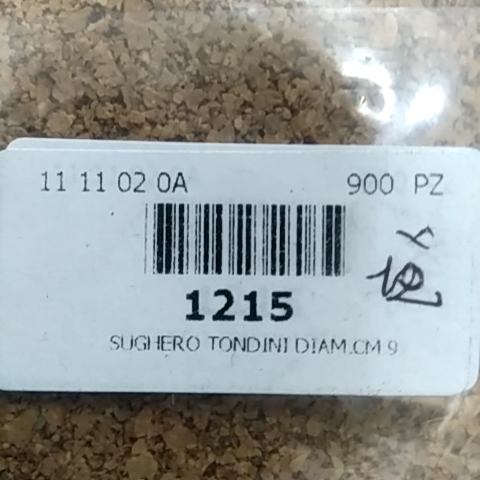 11 11 02 0A 900 PZ
1215
SUGHERO TONDINI DIAM.CM 9